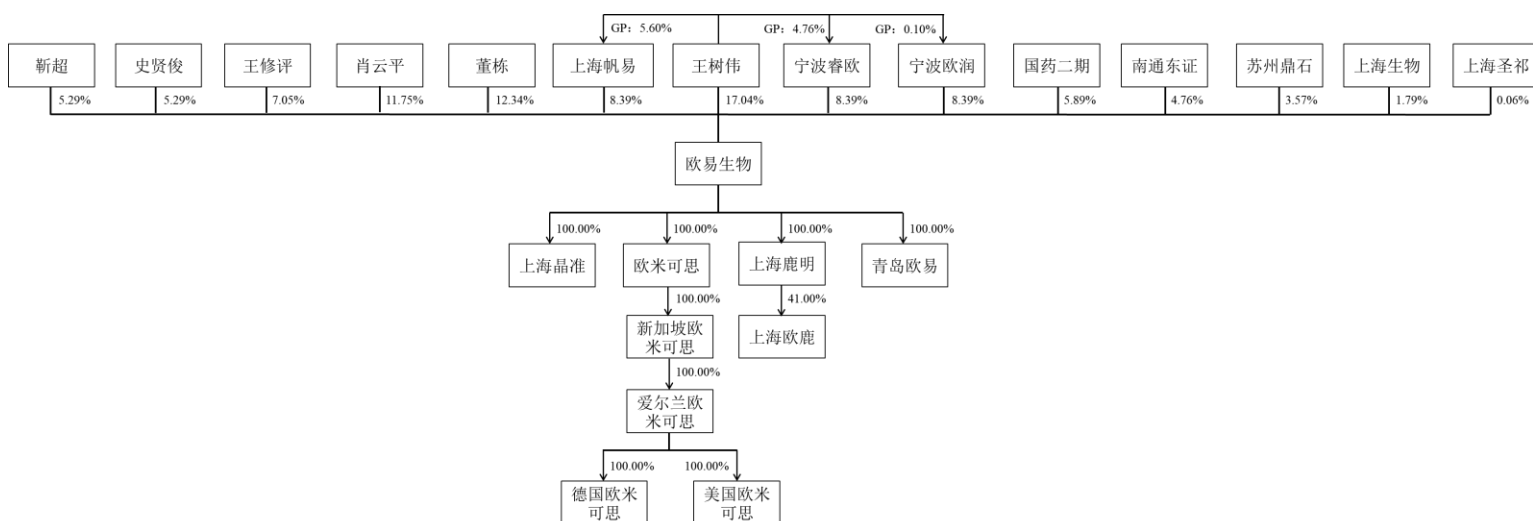 GP：5.60%
GP：4.76%
GP：0.10%
靳超
史贤俊
王修评
肖云平
董栋
上海帆易
王树伟
宁波睿欧
宁波欧润
国药二期
南通东证
苏州鼎石
上海生物
上海圣祁
5.29%
5.29%
7.05%
11.75%
12.34%
8.39%
17.04%
8.39%
8.39%
5.89%
4.76%
3.57%
1.79%
0.06%
欧易生物
100.00%
100.00%
100.00%
100.00%
上海晶准
欧米可思
上海鹿明
青岛欧易
100.00%
41.00%
新加坡欧
米可思
上海欧鹿
100.00%
爱尔兰欧
米可思
100.00%
100.00%
德国欧米
可思
美国欧米
可思